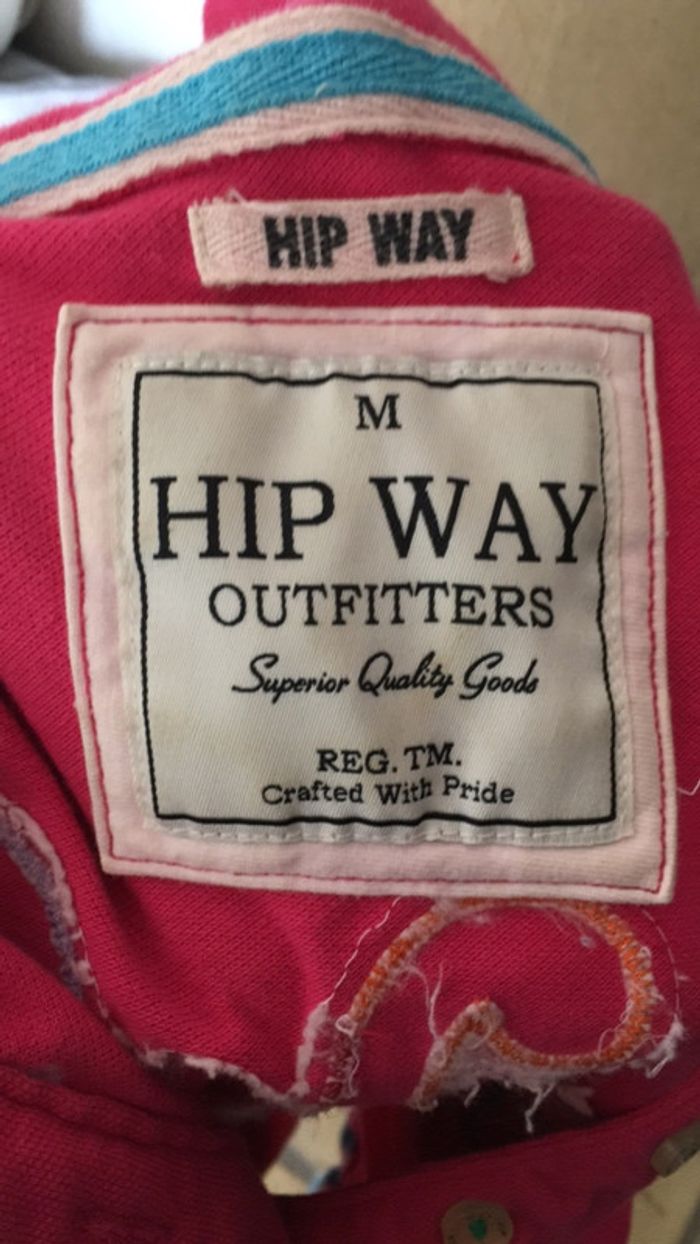 HIP WAY
M
HIP WAY
OUTFITTERS
Superior Quality Goods
REG. TM.
Crafted With Pride